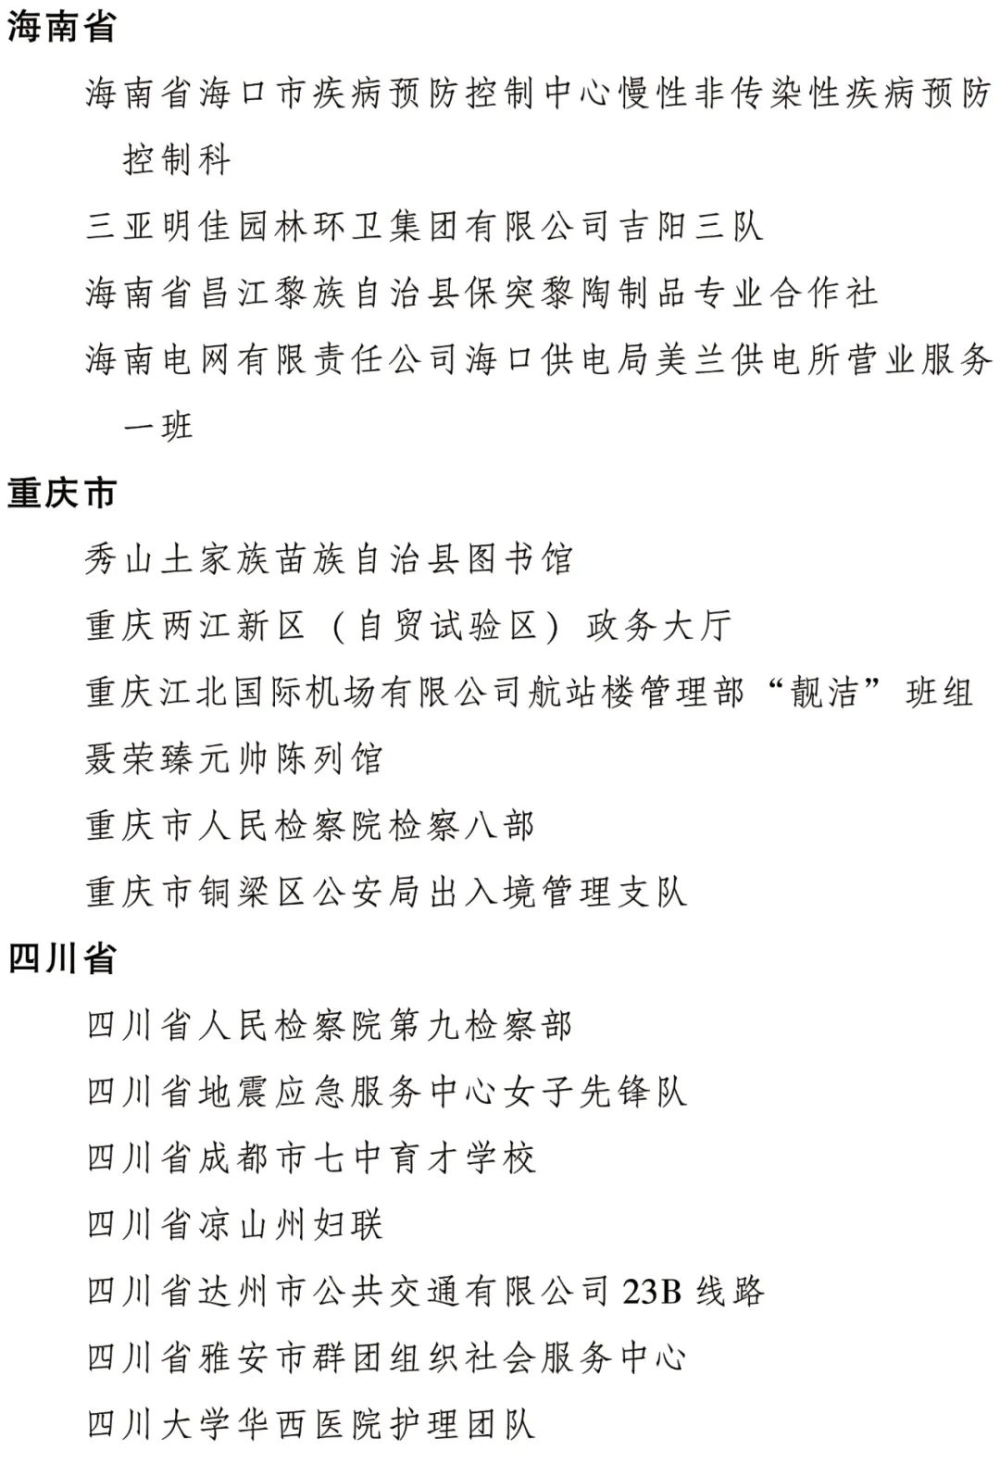 海南省
海南省海口市疾病预防控制中心慢性非传染性疾病预防
控制科
三亚明佳园林环卫集团有限公司吉阳三队
海南省昌江黎族自治县保突黎陶制品专业合作社
海南电网有限责任公司海口供电局美兰供电所营业服务
一班
重庆市
秀山土家族苗族自治县图书馆
重庆两江新区（自贸试验区）政务大厅
重庆江北国际机场有限公司航站楼管理部“靓洁”班组
聂荣臻元帅陈列馆
重庆市人民检察院检察八部
重庆市铜梁区公安局出入境管理支队
四川省
四川省人民检察院第九检察部
四川省地震应急服务中心女子先锋队
四川省成都市七中育才学校
四川省凉山州妇联
四川省达州市公共交通有限公司 23B 线路
四川省雅安市群团组织社会服务中心
四川大学华西医院护理团队